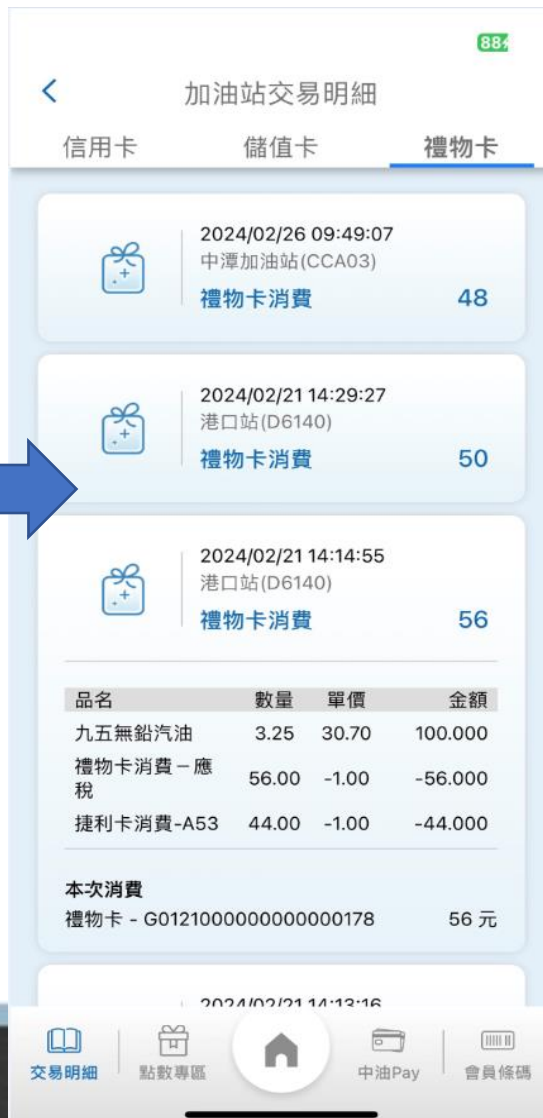 88
加油站交易明細
信用卡 儲值卡 禮物卡
2024/02/26 09:49:07
中潭加油站(CCA03)
禮物卡消費 48
2024/02/21 14:29:27
港口站(D6140)
禮物卡消費 50
2024/02/21 14:14:55
港口站(D6140)
禮物卡消費 56
品名 數量 單價 金額
九五無鉛汽油 3.25 30.70 100.000
禮物卡消費－應
稅 56.00 -1.00 -56.000
捷利卡消費-A53 44.00 -1.00 -44.000
本次消費
禮物卡 - G0121000000000000178 56 元
2024/02/21 14:13:16
交易明細 點數專區 中油Pay 會員條碼